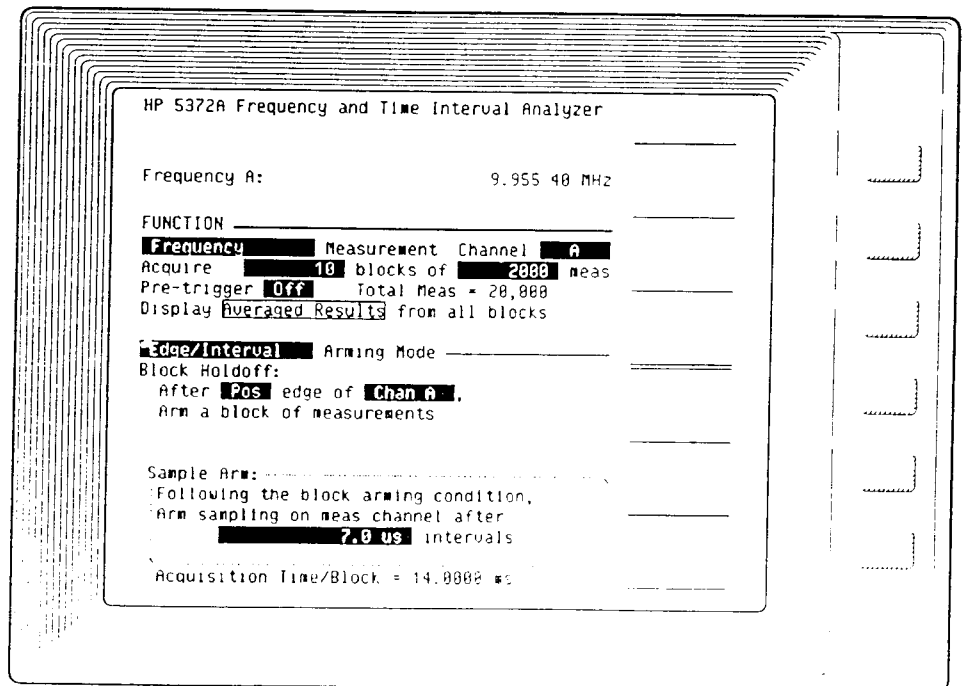 HP 5372A Frequency and Time Interval Analyzer
Frequency A: 9.955 40 MHz
FUNCTION
Frequency Measurement Channel A
Acquire 10 blocks of 2000 meas
Pre-trigger Off Total Meas = 20,000
Display Averaged Results from all blocks
Edge/Interval Arming Mode
Block Holdoff:
After Pos edge of Chan A ,
Arm a block of measurements
Sample Arm:
Following the block arming condition,
Arm sampling on meas channel after
7.0 us intervals
Acquisition Time/Block = 14.0000 ms